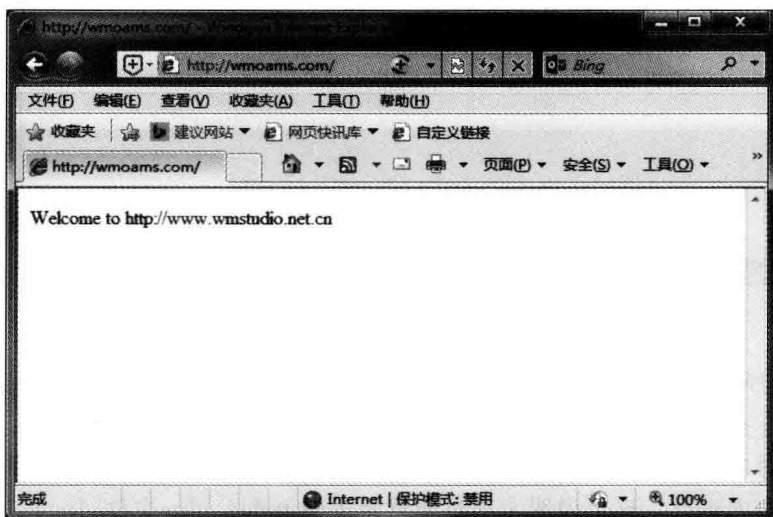 http://wmoams.com/ - Windows Internet Explorer
http://wmoams.com/ Bing
文件(F) 编辑(E) 查看(V) 收藏夹(A) 工具(T) 帮助(H)
收藏夹 建议网站 网页快讯库 自定义链接
http://wmoams.com/ 页面(P) 安全(S) 工具(O) »
Welcome to http://www.wmstudio.net.cn
完成 Internet | 保护模式: 禁用 100%